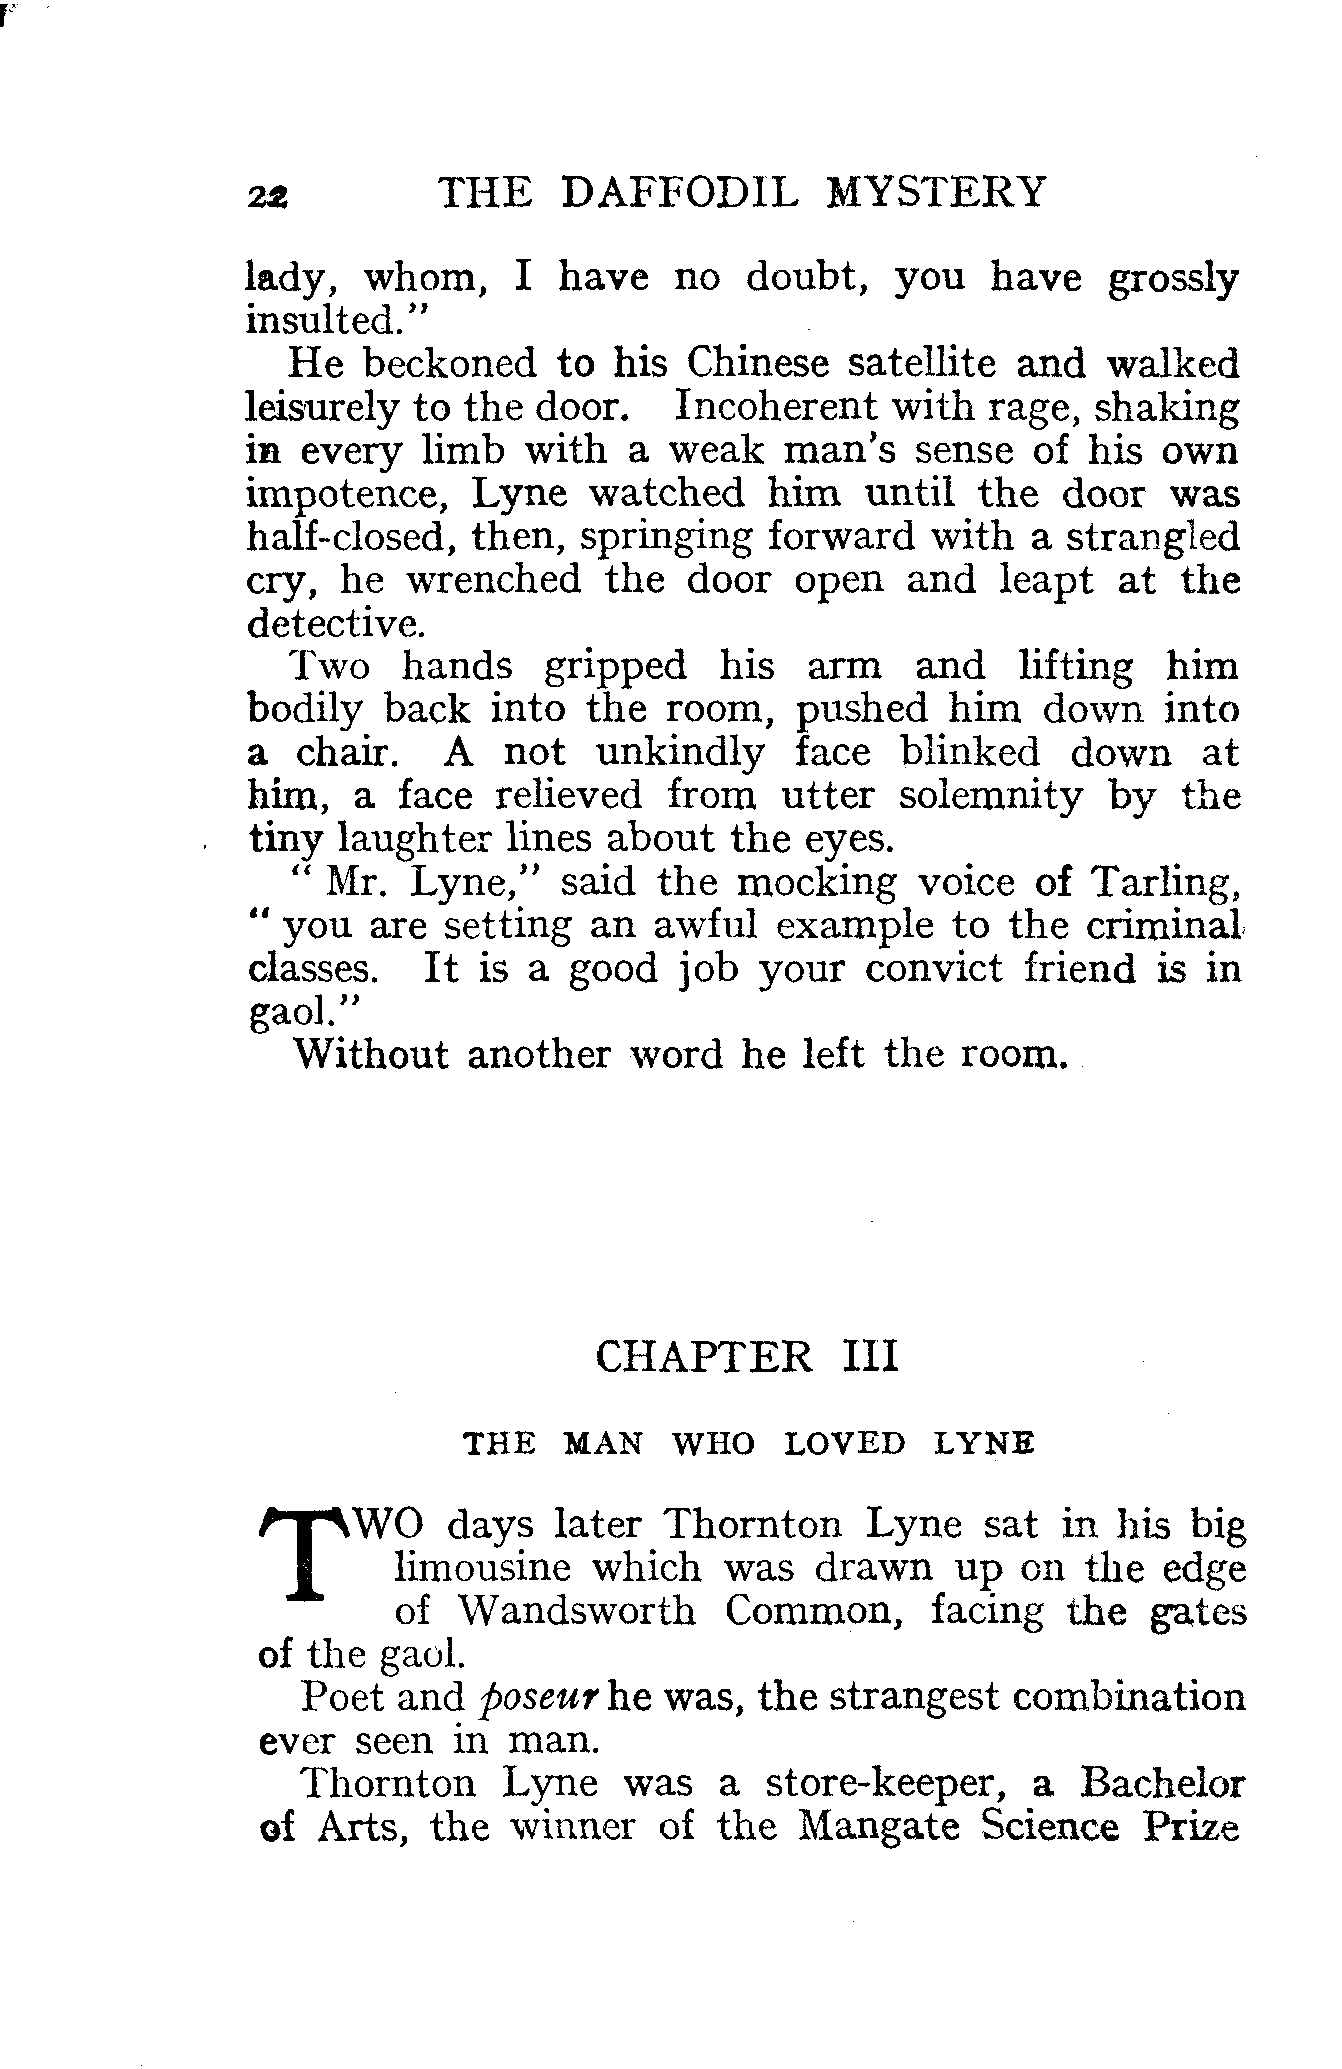 22 THE DAFFODIL MYSTERY
lady, whom, I have no doubt, you have grossly
insulted."
He beckoned to his Chinese satellite and walked
leisurely to the door. Incoherent with rage, shaking
in every limb with a weak man's sense of his own
impotence, Lyne watched him until the door was
half-closed, then, springing forward with a strangled
cry, he wrenched the door open and leapt at the
detective.
Two hands gripped his arm and lifting him
bodily back into the room, pushed him down into
a chair. A not unkindly face blinked down at
him, a face relieved from utter solemnity by the
tiny laughter lines about the eyes.
" Mr. Lyne," said the mocking voice of Tarling,
" you are setting an awful example to the criminal
classes. It is a good job your convict friend is in
gaol."
Without another word he left the room.
CHAPTER III
THE MAN WHO LOVED LYNE
TWO days later Thornton Lyne sat in his big
limousine which was drawn up on the edge
of Wandsworth Common, facing the gates
of the gaol.
Poet and poseur he was, the strangest combination
ever seen in man.
Thornton Lyne was a store-keeper, a Bachelor
of Arts, the winner of the Mangate Science Prize